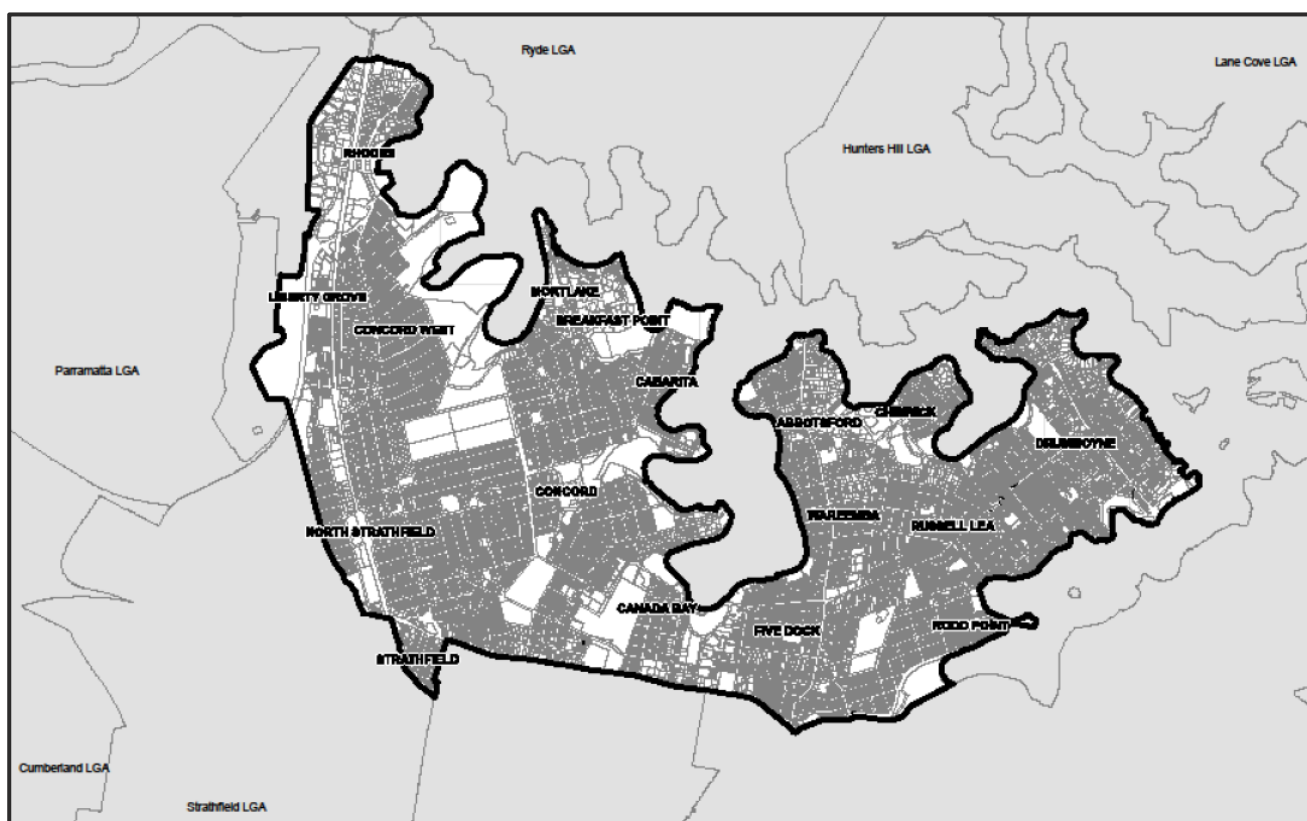 Ryde LGA
Lane Cove LGA
Hunters Hill LGA
RHODES
LIBERTY GROVE
MORTLAKE
BREAKFAST POINT
CONCORD WEST
Parramatta LGA
CABARITA
CHISWICK
ABBOTSFORD
DRUMMOYNE
CONCORD
WAREEMBA
RUSSELL LEA
NORTH STRATHFIELD
CANADA BAY
FIVE DOCK
RODD POINT
STRATHFIELD
Cumberland LGA
Strathfield LGA